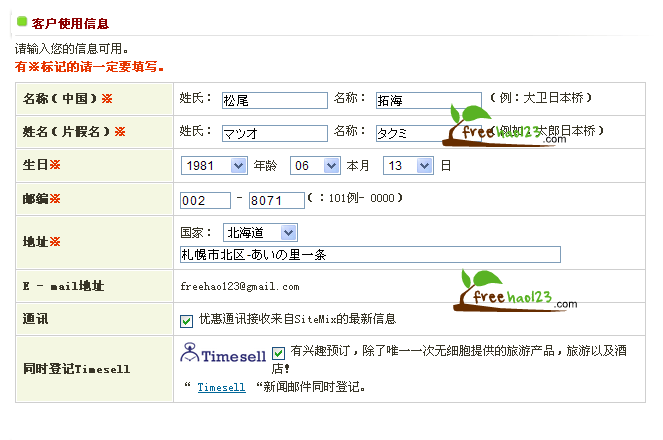 客户使用信息
请输入您的信息可用。
有※标记的请一定要填写。
名称(中国)※ 姓氏: 松尾 名称: 拓海 (例:大卫日本桥)
姓名(片假名)※ 姓氏: マツオ 名称: タクミ (例如:太郎日本桥)
freehao123.com
生日※ 1981 年龄 06 本月 13 日
邮编※ 002 - 8071 (:101例- 0000)
地址※ 国家: 北海道
札幌市北区-あいの里一条
E - mail地址 freehao123@gmail.com
freehao123.com
通讯 优惠通讯接收来自SiteMix的最新信息
同时登记Timesell Timesell 有兴趣预订,除了唯一一次无细胞提供的旅游产品,旅游以及酒
店!
“ Timesell “新闻邮件同时登记。